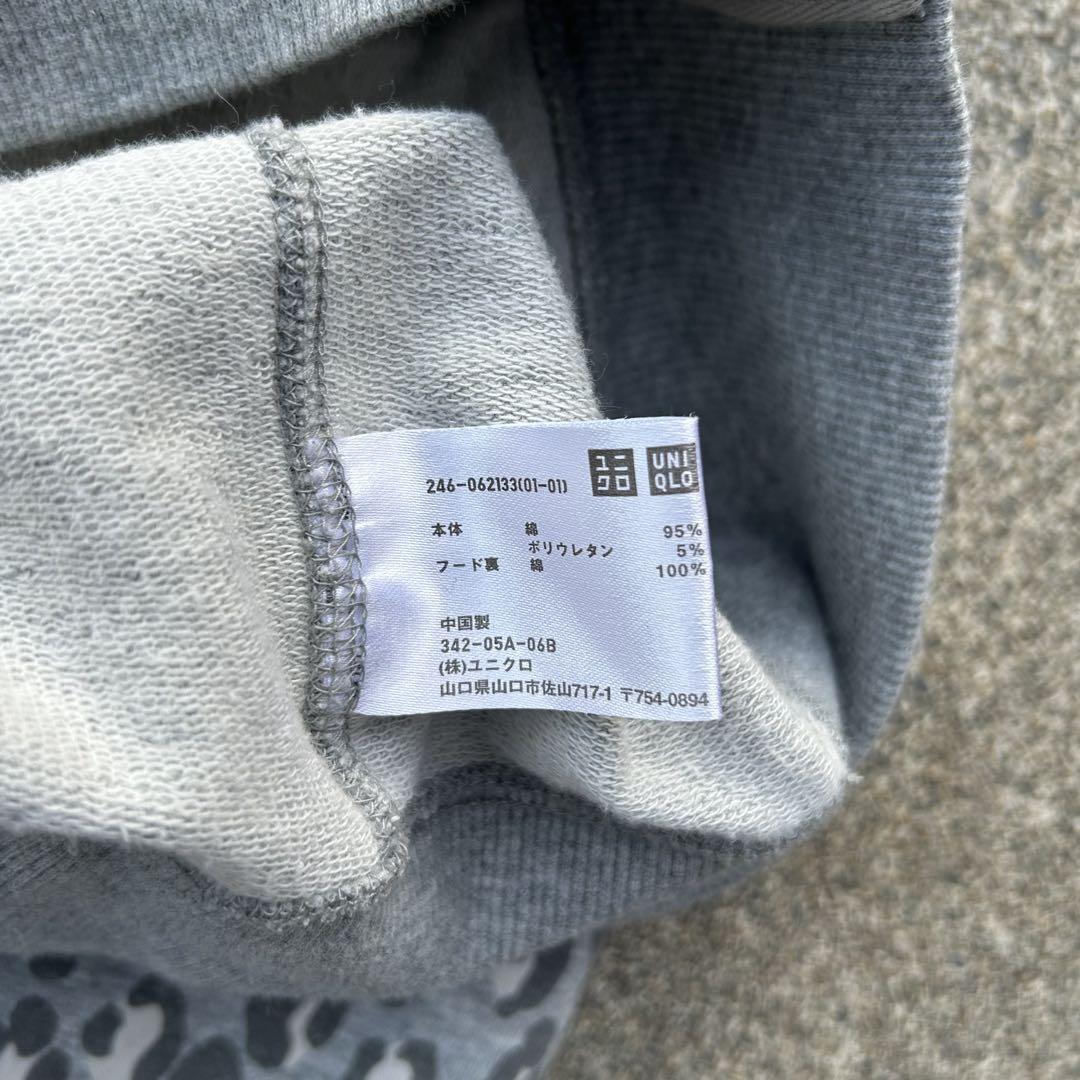 ユニクロ UNIQLO
246-062133(01-01)
本体 綿 95%
ポリウレタン 5%
フード裏 綿 100%
中国製
342-05A-06B
(株)ユニクロ
山口県山口市佐山717-1 〒754-0894